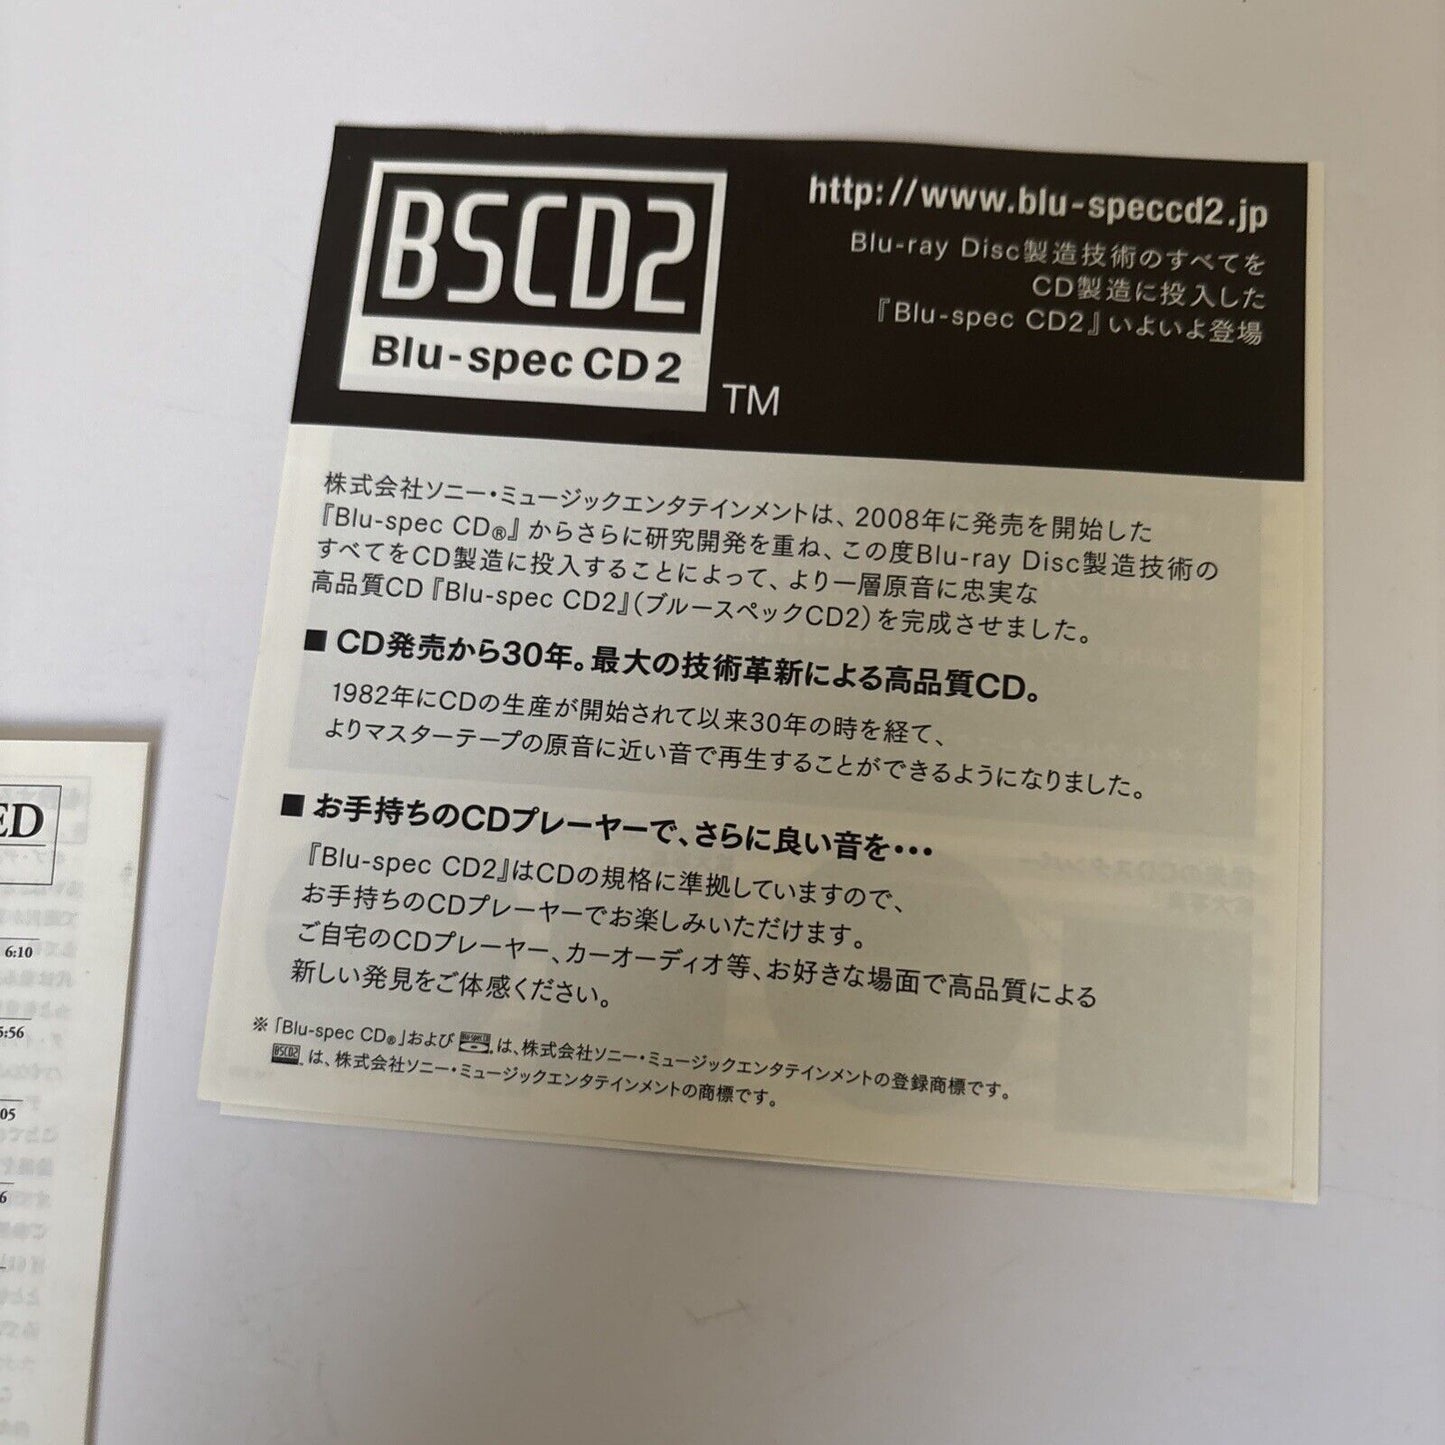 BSCD2
Blu-spec CD2
TM
http://www.blu-speccd2.jp
Blu-ray Disc製造技術のすべてを
CD製造に投入した
『Blu-spec CD2』いよいよ登場
株式会社ソニー・ミュージックエンタテインメントは、2008年に発売を開始した
『Blu-spec CD®』からさらに研究開発を重ね、この度Blu-ray Disc製造技術の
すべてをCD製造に投入することによって、より一層原音に忠実な
高品質CD『Blu-spec CD2』(ブルースペックCD2)を完成させました。
■ CD発売から30年。最大の技術革新による高品質CD。
1982年にCDの生産が開始されて以来30年の時を経て、
よりマスターテープの原音に近い音で再生することができるようになりました。
■ お手持ちのCDプレーヤーで、さらに良い音を・・・
『Blu-spec CD2』はCDの規格に準拠していますので、
お手持ちのCDプレーヤーでお楽しみいただけます。
ご自宅のCDプレーヤー、カーオーディオ等、お好きな場面で高品質による
新しい発見をご体感ください。
※「Blu-spec CD®」および は、株式会社ソニー・ミュージックエンタテインメントの登録商標です。
BSCD2 は、株式会社ソニー・ミュージックエンタテインメントの商標です。
ED
6:10
5:56
05
6